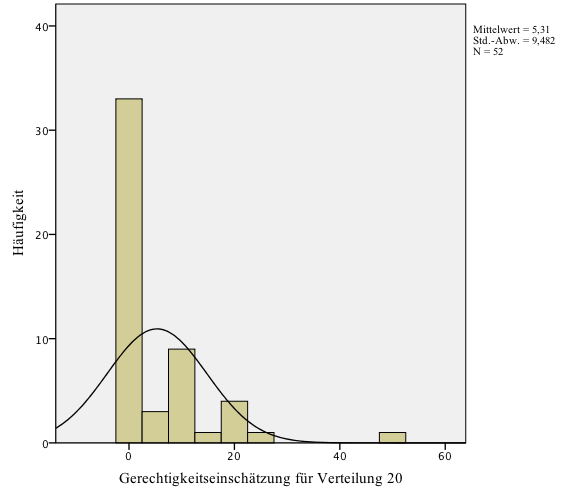 Mittelwert = 5,31
Std.-Abw. = 9,482
N = 52
40
30
20
10
0
Häufigkeit
0 20 40 60
Gerechtigkeitseinschätzung für Verteilung 20